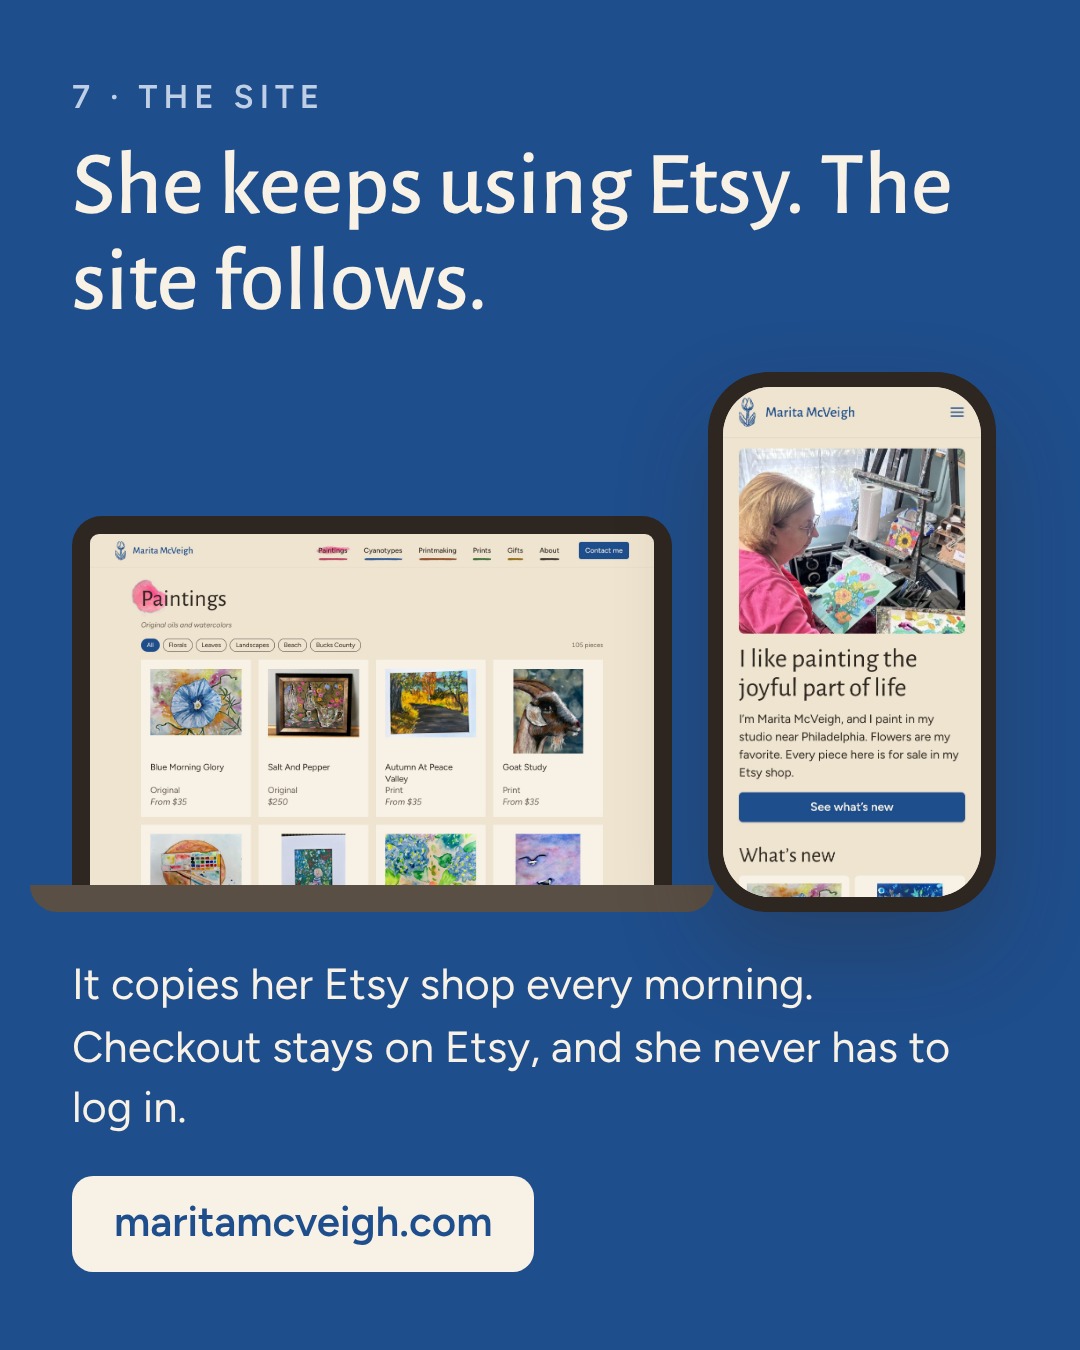 7 · THE SITE
She keeps using Etsy. The
site follows.
Marita McVeigh
Paintings
Cyanotypes
Printmaking
Prints
Gifts
About
Contact me
Paintings
Original oils and watercolors
All
Florals
Leaves
Landscapes
Beach
Bucks County
105 pieces
Blue Morning Glory
Original
From $35
Salt And Pepper
Original
$250
Autumn At Peace
Valley
Print
From $35
Goat Study
Print
From $35
Marita McVeigh
I like painting the
joyful part of life
I'm Marita McVeigh, and I paint in my
studio near Philadelphia. Flowers are my
favorite. Every piece here is for sale in my
Etsy shop.
See what's new
What's new
It copies her Etsy shop every morning.
Checkout stays on Etsy, and she never has to
log in.
maritamcveigh.com